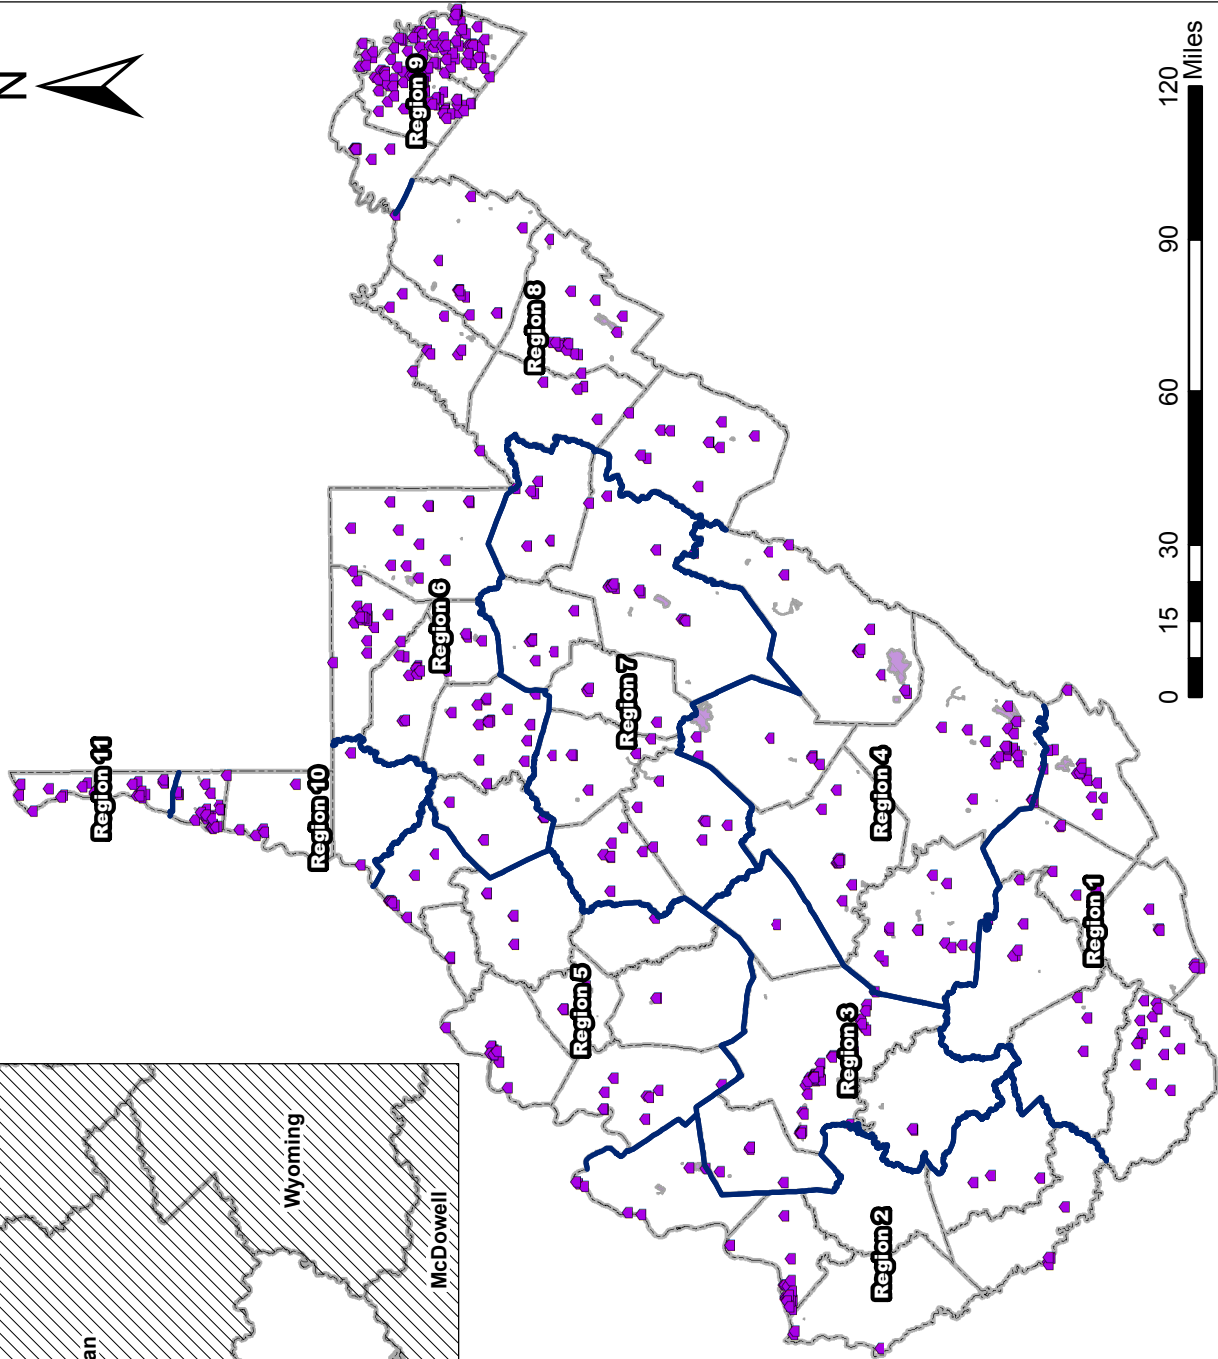 N
Region 11
Region 10
Region 9
Region 8
Region 6
Region 7
Region 5
Region 4
Region 3
Region 1
Region 2
Wyoming
McDowell
an
0
15
30
60
90
120
Miles